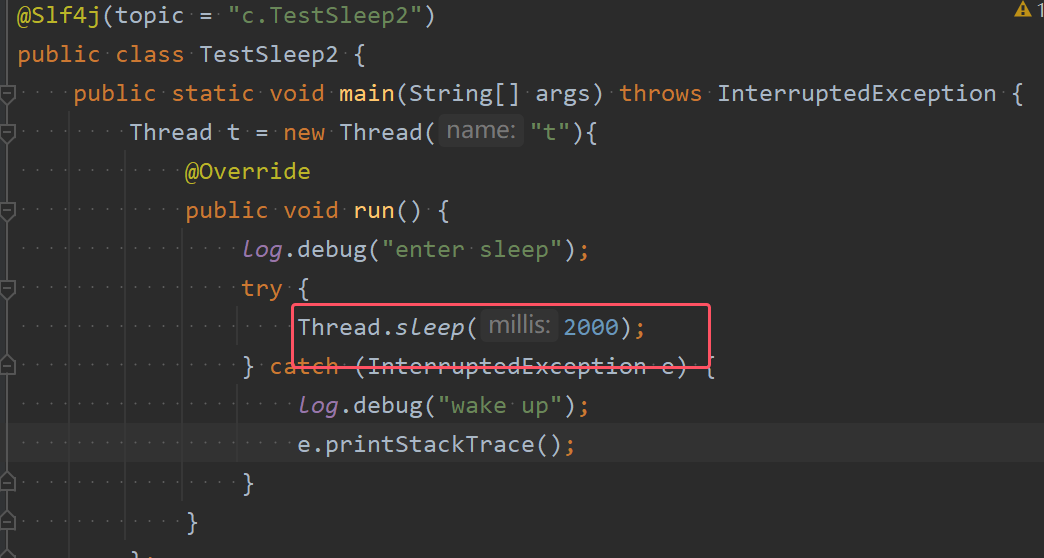 @Slf4j(topic = "c.TestSleep2")
public class TestSleep2 {
public static void main(String[] args) throws InterruptedException {
Thread t = new Thread( name: "t"){
@Override
public void run() {
log.debug("enter sleep");
try {
Thread.sleep( millis: 2000);
} catch (InterruptedException e) {
log.debug("wake up");
e.printStackTrace();
}
}